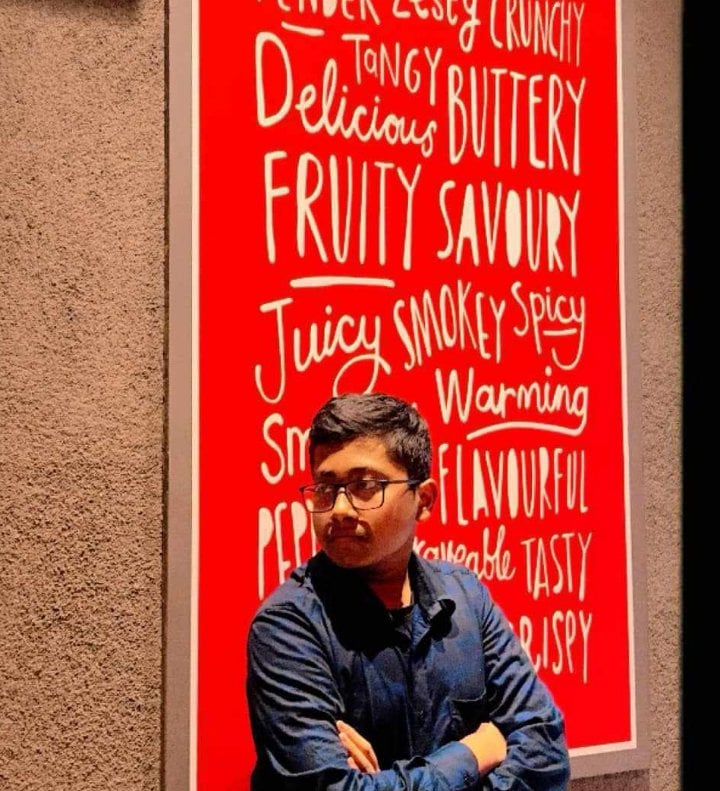 ZESTY CRUNCHY
TaNGY
Delicious BUTTERY
FRUITY SAVOURY
Juicy SMOKEY Spicy
Warming
FLAVOURFUL
TASTY